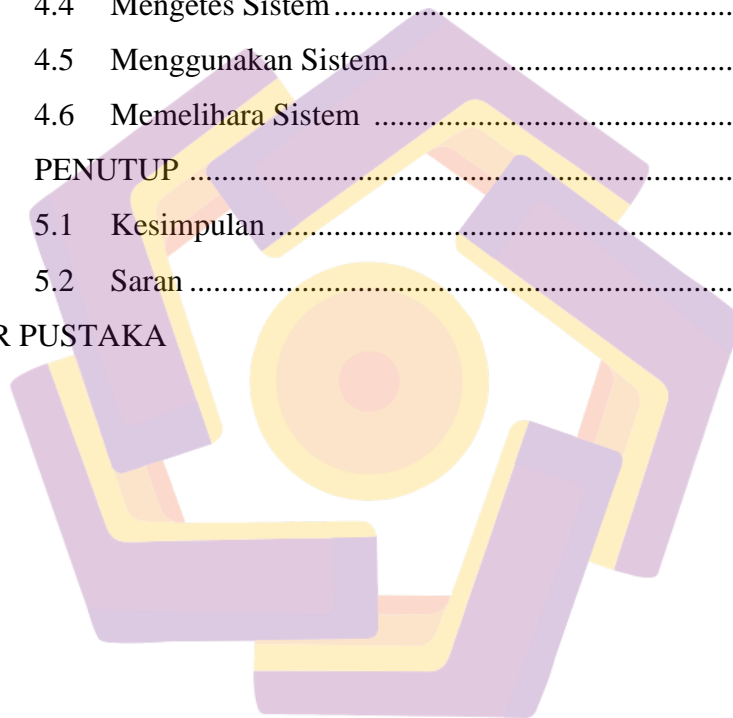 4.4 Mengetes Sistem ........................................
4.5 Menggunakan Sistem.....................................
4.6 Memelihara Sistem .......................................
PENUTUP ..............................................................
5.1 Kesimpulan ................................................
5.2 Saran .........................................................
R PUSTAKA